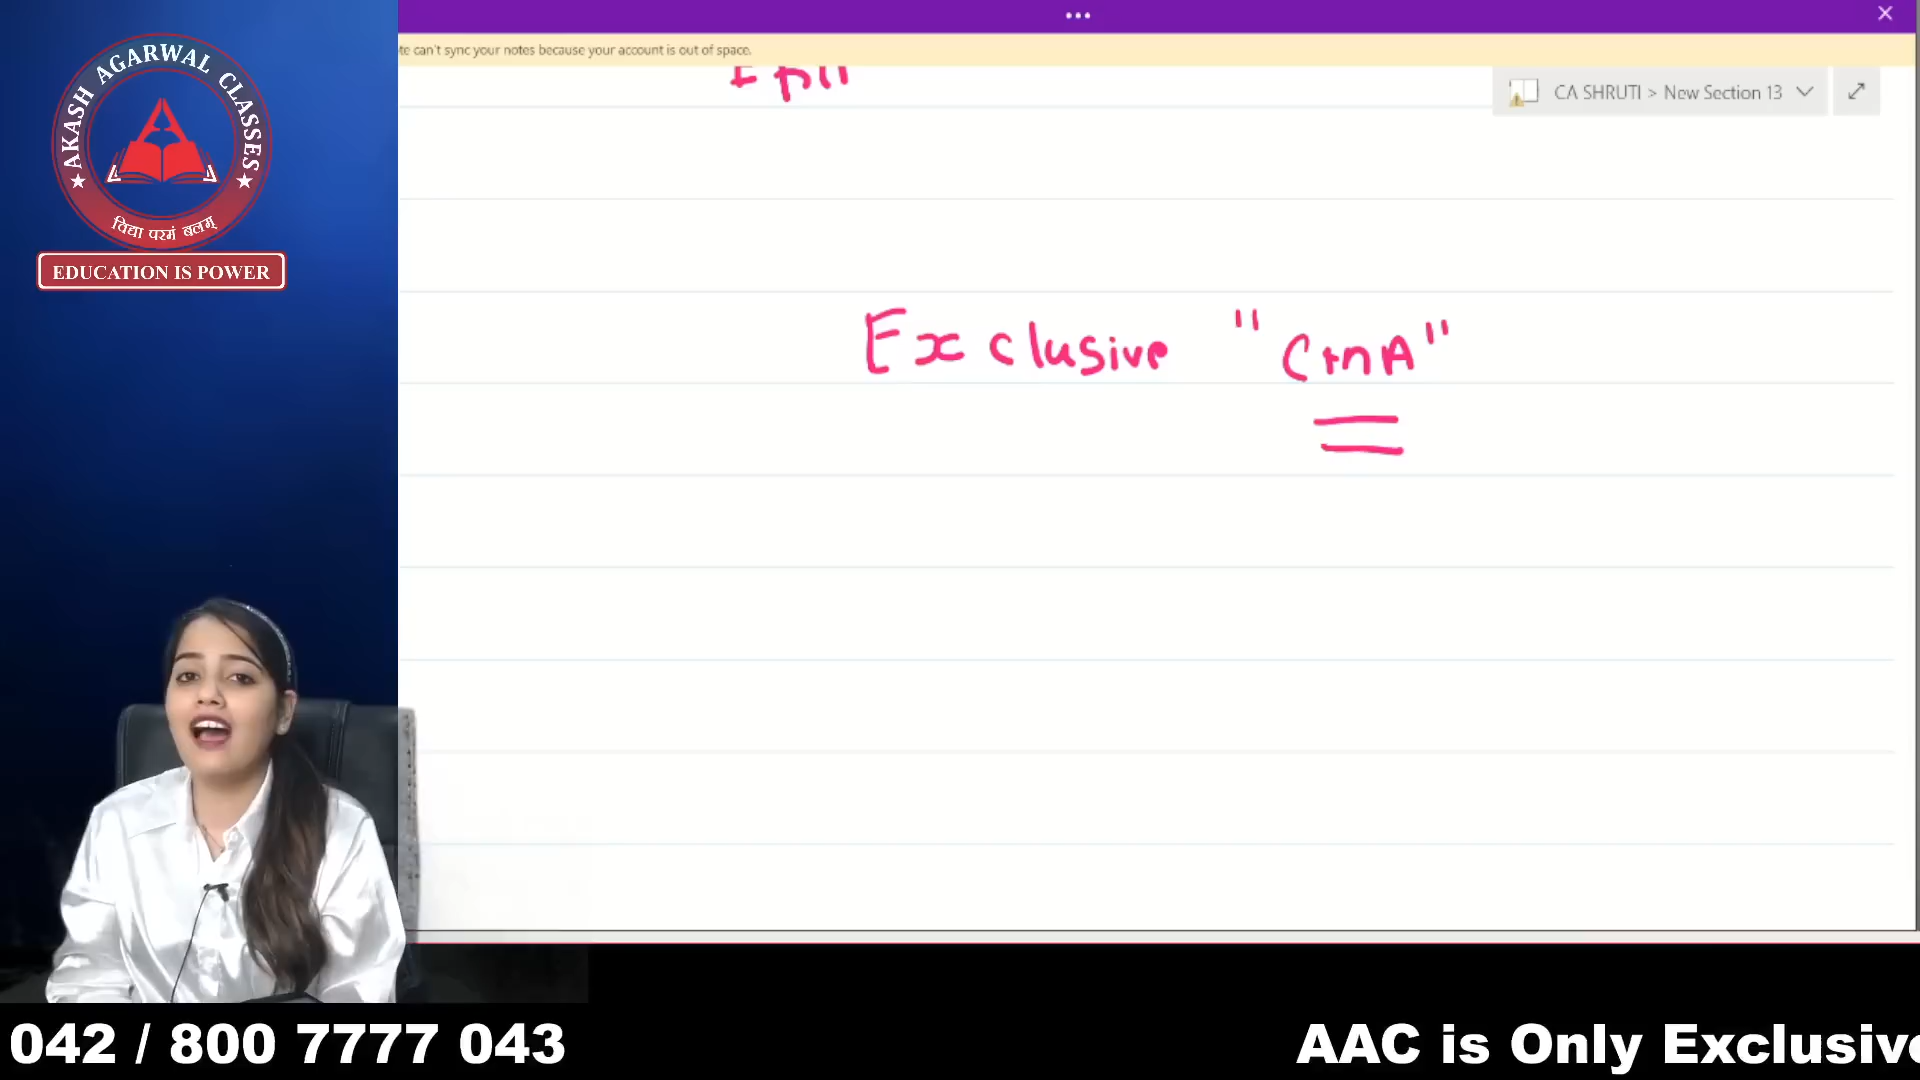 AKASH AGARWAL CLASSES
विद्या परमं बलम्
EDUCATION IS POWER
te can't sync your notes because your account is out of space.
CA SHRUTI > New Section 13
Exclusive "CMA"
042 / 800 7777 043
AAC is Only Exclusive